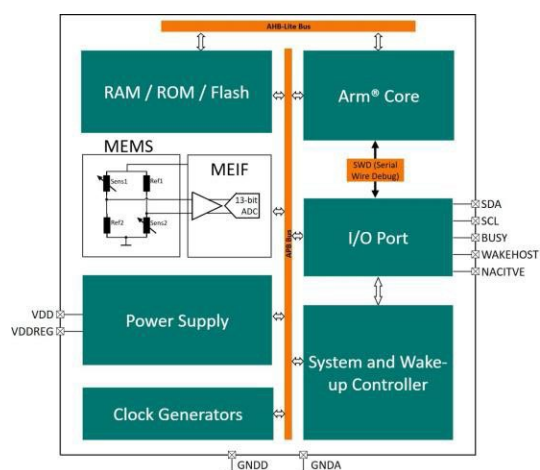 AHB-Lite Bus
RAM / ROM / Flash
Arm® Core
MEMS
MEIF
Sens1
Ref1
Ref2
Sens2
13-bit
ADC
APB Bus
SWD (Serial
Wire Debug)
I/O Port
SDA
SCL
BUSY
WAKEHOST
NACITVE
VDD
VDDREG
Power Supply
System and Wake-
up Controller
Clock Generators
GNDD
GNDA